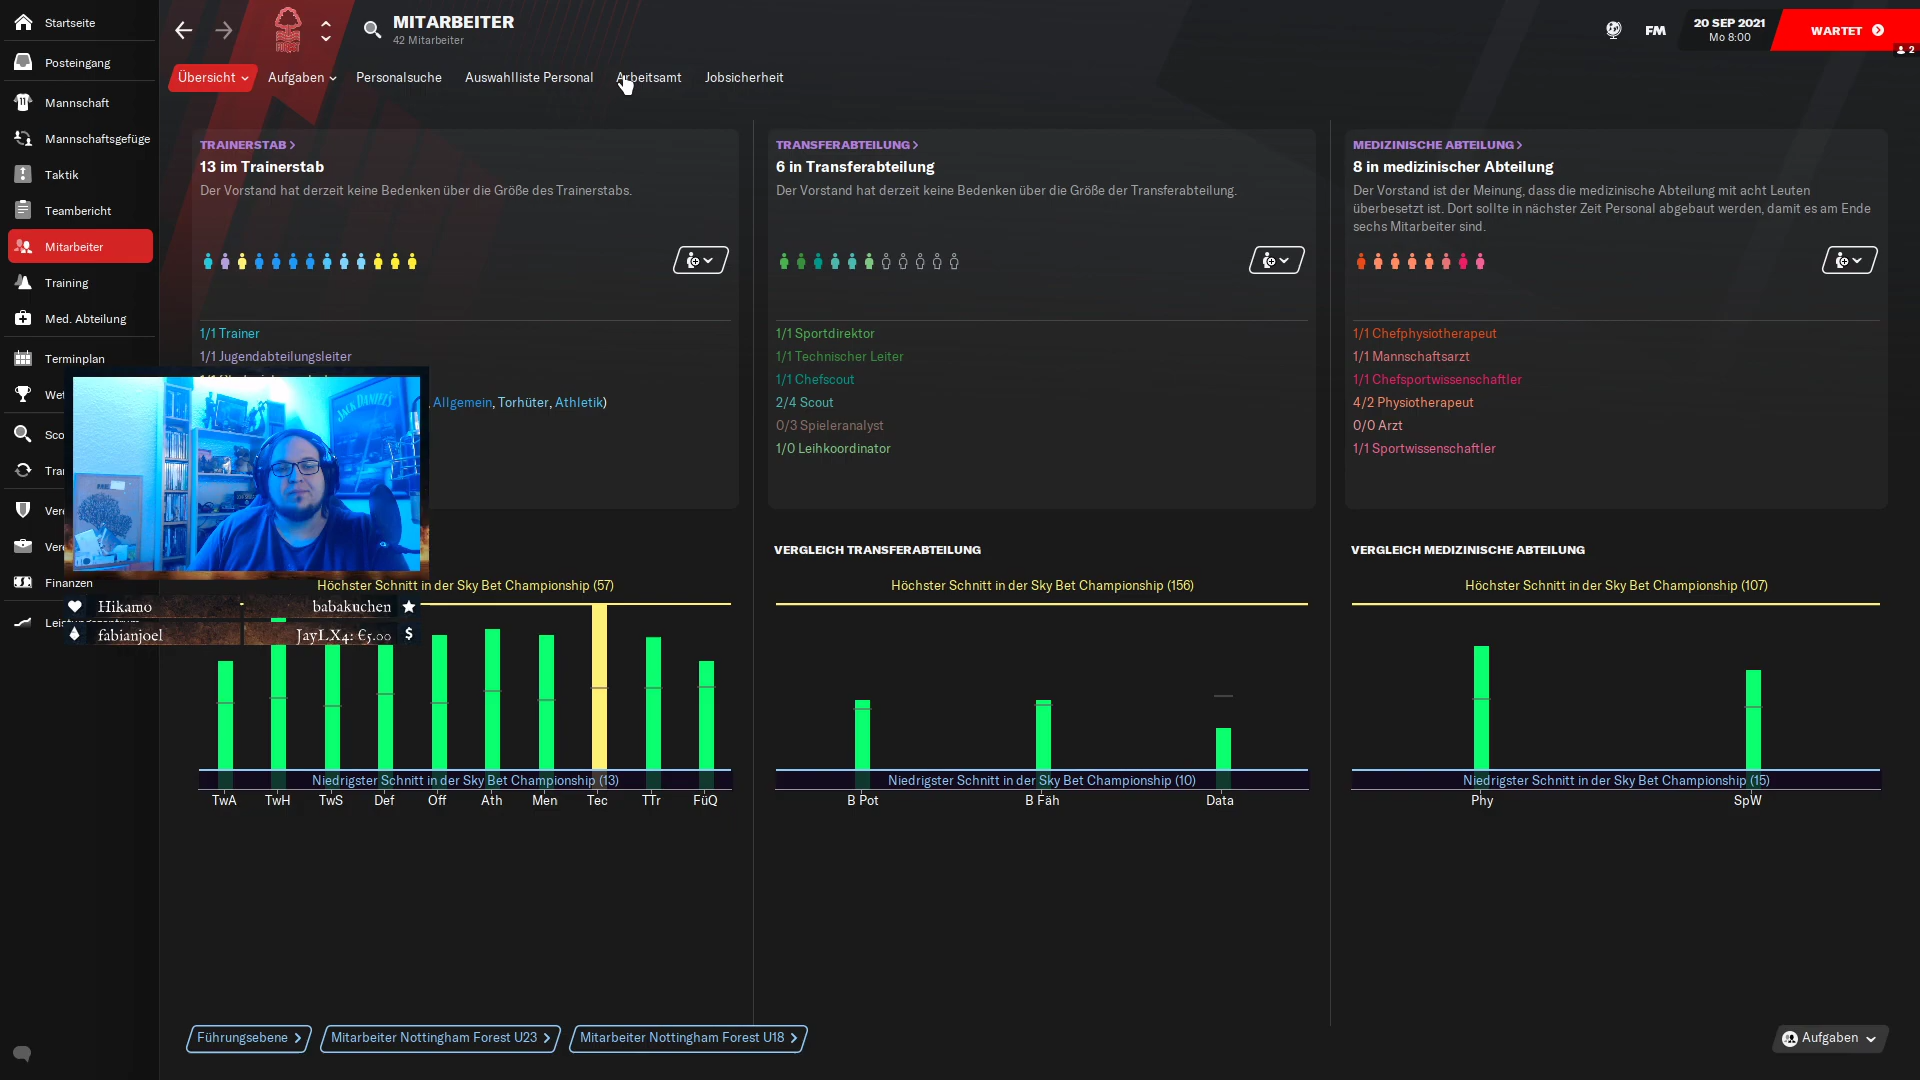 Startseite
Posteingang
Mannschaft
Mannschaftsgefüge
Taktik
Teambericht
Mitarbeiter
Training
Med. Abteilung
Terminplan
Finanzen
MITARBEITER
42 Mitarbeiter
FM
20 SEP 2021
Mo 8:00
WARTET
2
Übersicht
Aufgaben
Personalsuche
Auswahlliste Personal
Arbeitsamt
Jobsicherheit
TRAINERSTAB >
13 im Trainerstab
Der Vorstand hat derzeit keine Bedenken über die Größe des Trainerstabs.
1/1 Trainer
1/1 Jugendabteilungsleiter
, Allgemein, Torhüter, Athletik)
JACK DANIEL'S
Hikamo
babakuchen
fabianjoel
JayLX4: €5.00
Höchster Schnitt in der Sky Bet Championship (57)
Niedrigster Schnitt in der Sky Bet Championship (13)
TwA TwH TwS Def Off Ath Men Tec TTr FüQ
TRANSFERABTEILUNG >
6 in Transferabteilung
Der Vorstand hat derzeit keine Bedenken über die Größe der Transferabteilung.
1/1 Sportdirektor
1/1 Technischer Leiter
1/1 Chefscout
2/4 Scout
0/3 Spieleranalyst
1/0 Leihkoordinator
VERGLEICH TRANSFERABTEILUNG
Höchster Schnitt in der Sky Bet Championship (156)
Niedrigster Schnitt in der Sky Bet Championship (10)
B Pot B Fäh Data
MEDIZINISCHE ABTEILUNG >
8 in medizinischer Abteilung
Der Vorstand ist der Meinung, dass die medizinische Abteilung mit acht Leuten
überbesetzt ist. Dort sollte in nächster Zeit Personal abgebaut werden, damit es am Ende
sechs Mitarbeiter sind.
1/1 Chefphysiotherapeut
1/1 Mannschaftsarzt
1/1 Chefsportwissenschaftler
4/2 Physiotherapeut
0/0 Arzt
1/1 Sportwissenschaftler
VERGLEICH MEDIZINISCHE ABTEILUNG
Höchster Schnitt in der Sky Bet Championship (107)
Niedrigster Schnitt in der Sky Bet Championship (15)
Phy SpW
Führungsebene >
Mitarbeiter Nottingham Forest U23 >
Mitarbeiter Nottingham Forest U18 >
Aufgaben